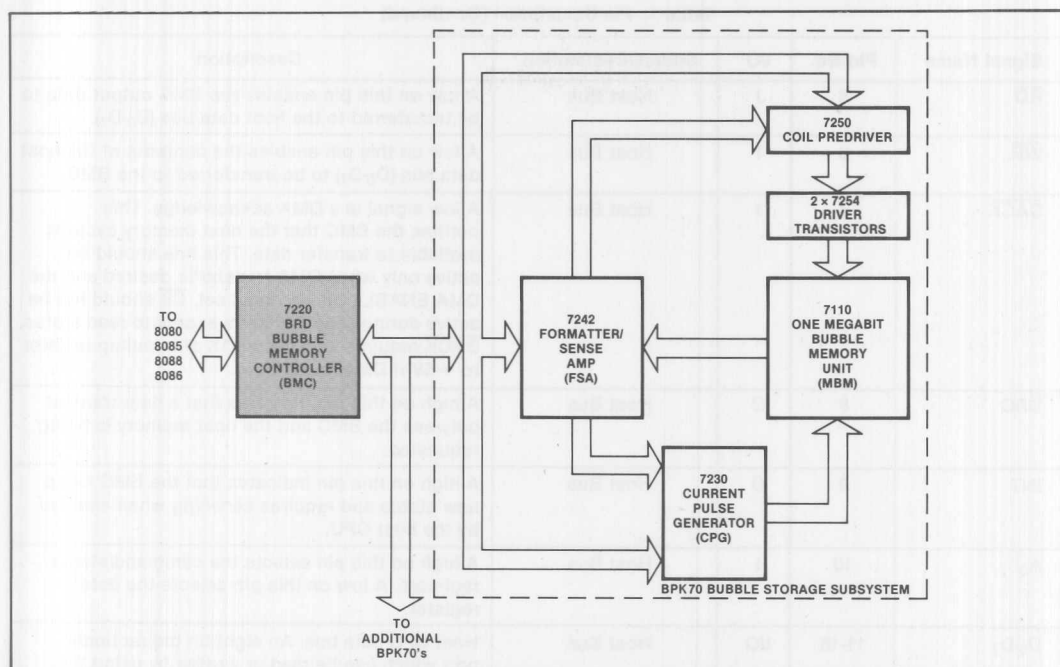 7250
COIL PREDRIVER
2 × 7254
DRIVER
TRANSISTORS
TO
8080
8085
8088
8086
7220
BRD
BUBBLE
MEMORY
CONTROLLER
(BMC)
7242
FORMATTER/
SENSE
AMP
(FSA)
7110
ONE MEGABIT
BUBBLE
MEMORY
UNIT
(MBM)
7230
CURRENT
PULSE
GENERATOR
(CPG)
BPK70 BUBBLE STORAGE SUBSYSTEM
TO
ADDITIONAL
BPK70's